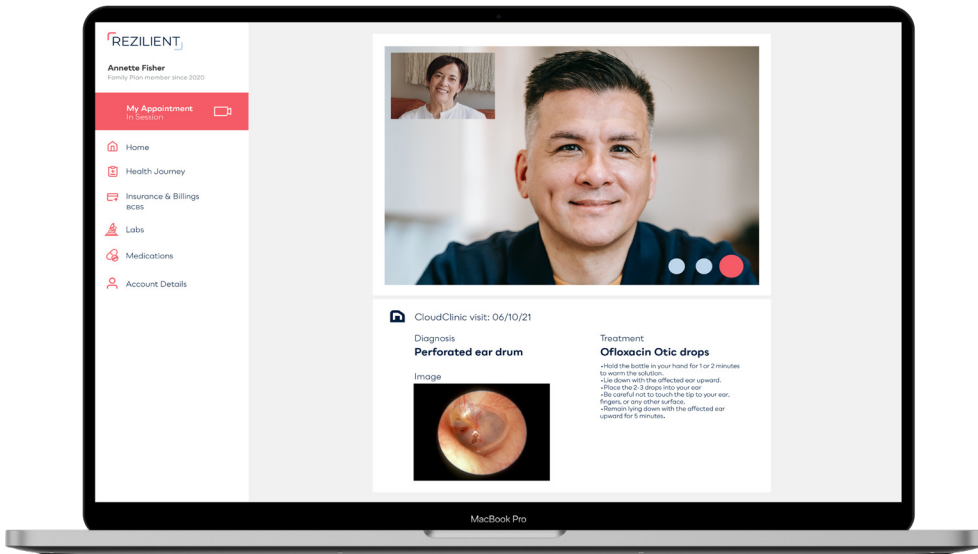 REZILIENT
Annette Fisher
Family Plan member since 2020
My Appointment
In Session
Home
Health Journey
Insurance & Billings
BCBS
Labs
Medications
Account Details
CloudClinic visit: 06/10/21
Diagnosis
Perforated ear drum
Image
Treatment
Ofloxacin Otic drops
•Hold the bottle in your hand for 1 or 2 minutes
to warm the solution.
•Lie down with the affected ear upward.
•Place the 2-3 drops into your ear
•Be careful not to touch the tip to your ear,
fingers, or any other surface.
•Remain lying down with the affected ear
upward for 5 minutes.
MacBook Pro